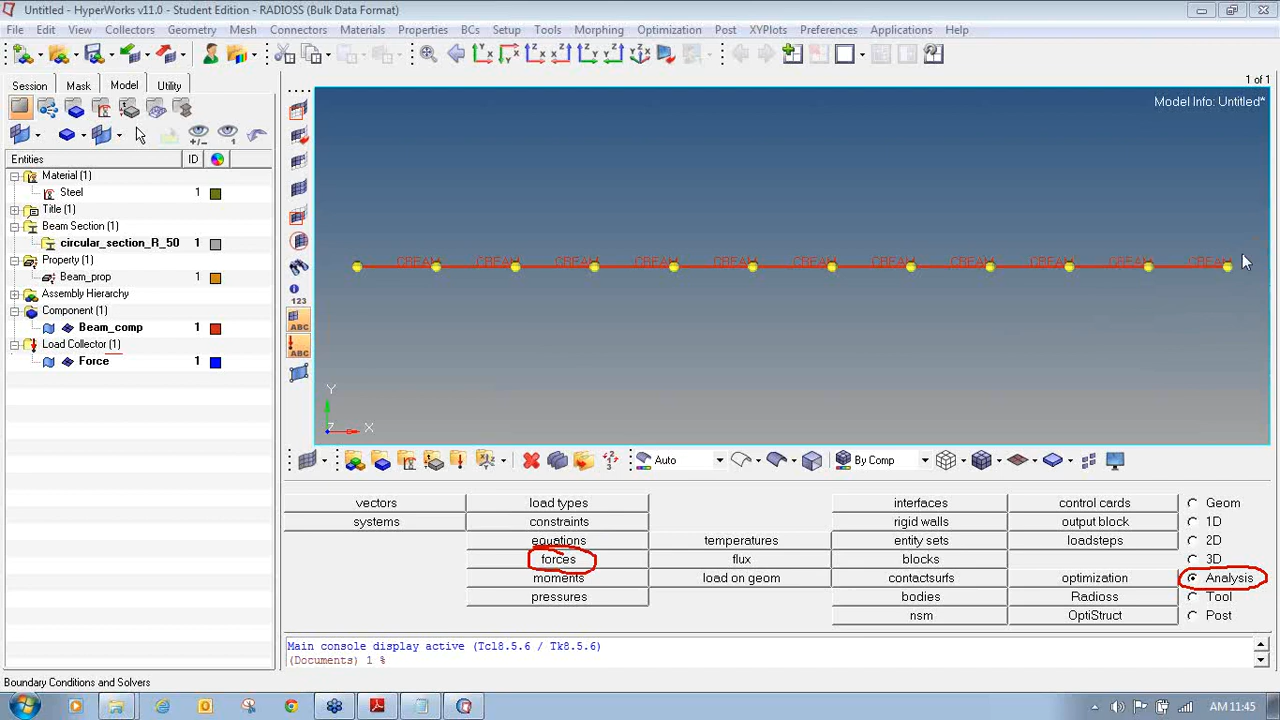 Untitled - HyperWorks v11.0 - Student Edition - RADIOSS (Bulk Data Format)
File Edit View Collectors Geometry Mesh Connectors Materials Properties BCs Setup Tools Morphing Optimization Post XYPlots Preferences Applications Help
Session Mask Model Utility
1 of 1
Model Info: Untitled*
Entities ID
Material (1)
Steel 1
Title (1)
Beam Section (1)
circular_section_R_50 1
Property (1)
Beam_prop 1
Assembly Hierarchy
Component (1)
Beam_comp 1
Load Collector (1)
Force 1
123
ABC
ABC
CBEAM CBEAM CBEAM CBEAM CBEAM CBEAM CBEAM CBEAM CBEAM CBEAM CBEAM
Y
Z X
Auto By Comp
vectors load types interfaces control cards Geom
systems constraints rigid walls output block 1D
equations temperatures entity sets loadsteps 2D
forces flux blocks 3D
moments load on geom contactsurfs optimization Analysis
pressures bodies Radioss Tool
nsm OptiStruct Post
Main console display active (Tcl8.5.6 / Tk8.5.6)
(Documents) 1 %
Boundary Conditions and Solvers
AM 11:45